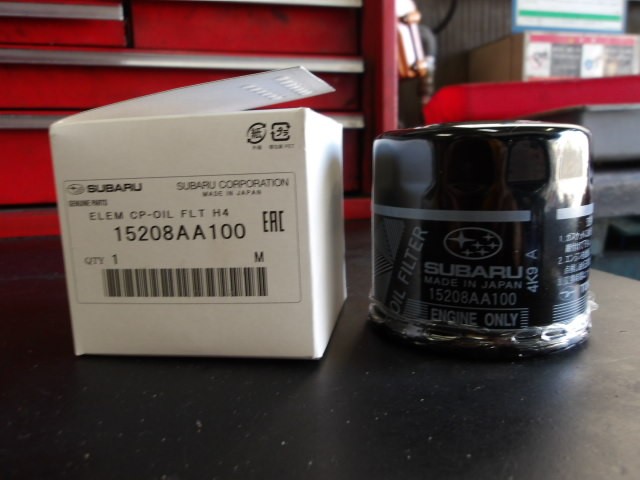 紙
SUBARU
SUBARU CORPORATION
MADE IN JAPAN
GENUINE PARTS
ELEM CP-OIL FLT H4
15208AA100
EAC
QTY 1
M
OIL FILTER
SUBARU
MADE IN JAPAN
15208AA100
ENGINE ONLY
4K9 A